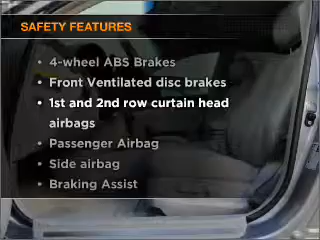 SAFETY FEATURES
• 4-wheel ABS Brakes
• Front Ventilated disc brakes
• 1st and 2nd row curtain head
airbags
• Passenger Airbag
• Side airbag
• Braking Assist